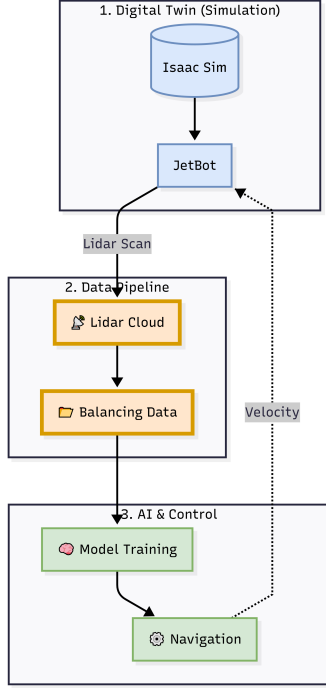 1. Digital Twin (Simulation)
Isaac Sim
JetBot
Lidar Scan
2. Data Pipeline
Lidar Cloud
Balancing Data
Velocity
3. AI & Control
Model Training
Navigation